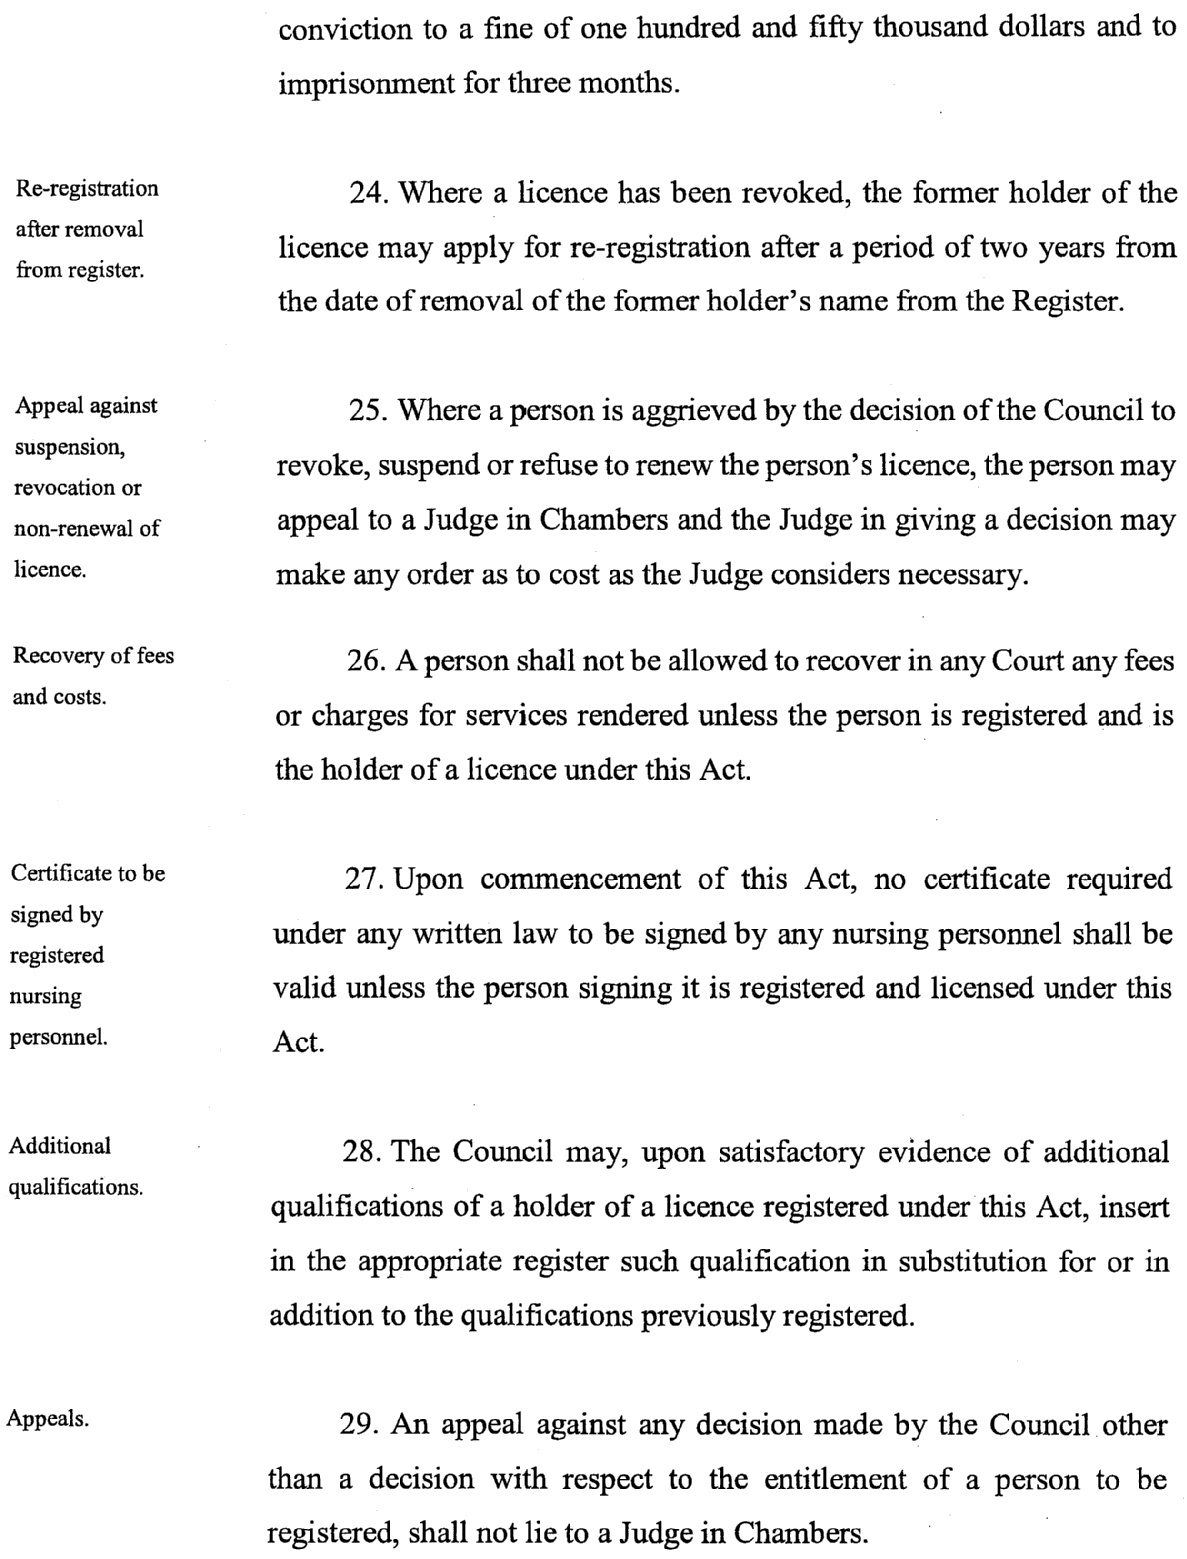 conviction to a fine of one hundred and fifty thousand dollars and to
imprisonment for three months.
Re-registration
after removal
from register.
24. Where a licence has been revoked, the former holder of the
licence may apply for re-registration after a period of two years from
the date of removal of the former holder's name from the Register.
Appeal against
suspension,
revocation or
non-renewal of
licence.
25. Where a person is aggrieved by the decision of the Council to
revoke, suspend or refuse to renew the person's licence, the person may
appeal to a Judge in Chambers and the Judge in giving a decision may
make any order as to cost as the Judge considers necessary.
Recovery of fees
and costs.
26. A person shall not be allowed to recover in any Court any fees
or charges for services rendered unless the person is registered and is
the holder of a licence under this Act.
Certificate to be
signed by
registered
nursing
personnel.
27. Upon commencement of this Act, no certificate required
under any written law to be signed by any nursing personnel shall be
valid unless the person signing it is registered and licensed under this
Act.
Additional
qualifications.
28. The Council may, upon satisfactory evidence of additional
qualifications of a holder of a licence registered under this Act, insert
in the appropriate register such qualification in substitution for or in
addition to the qualifications previously registered.
Appeals.
29. An appeal against any decision made by the Council other
than a decision with respect to the entitlement of a person to be
registered, shall not lie to a Judge in Chambers.